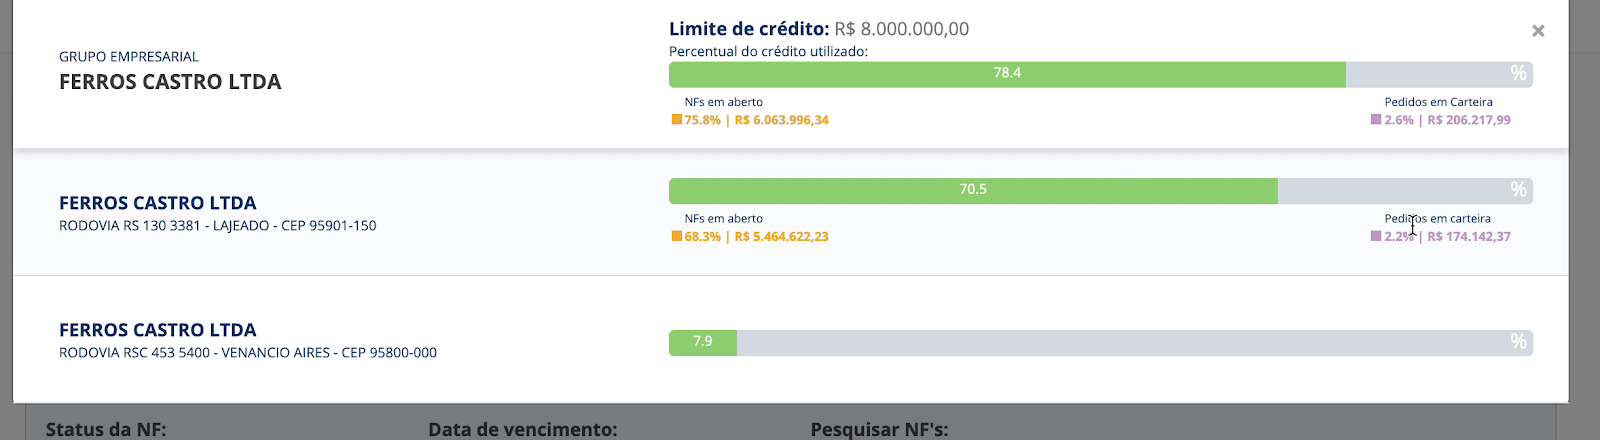 GRUPO EMPRESARIAL
FERROS CASTRO LTDA
Limite de crédito: R$ 8.000.000,00
×
Percentual do crédito utilizado:
78.4 %
NFs em aberto
75.8% | R$ 6.063.996,34
Pedidos em Carteira
2.6% | R$ 206.217,99
FERROS CASTRO LTDA
RODOVIA RS 130 3381 - LAJEADO - CEP 95901-150
70.5 %
NFs em aberto
68.3% | R$ 5.464.622,23
Pedidos em carteira
2.2% | R$ 174.142,37
FERROS CASTRO LTDA
RODOVIA RSC 453 5400 - VENANCIO AIRES - CEP 95800-000
7.9 %
Status da NF: Data de vencimento: Pesquisar NF's: